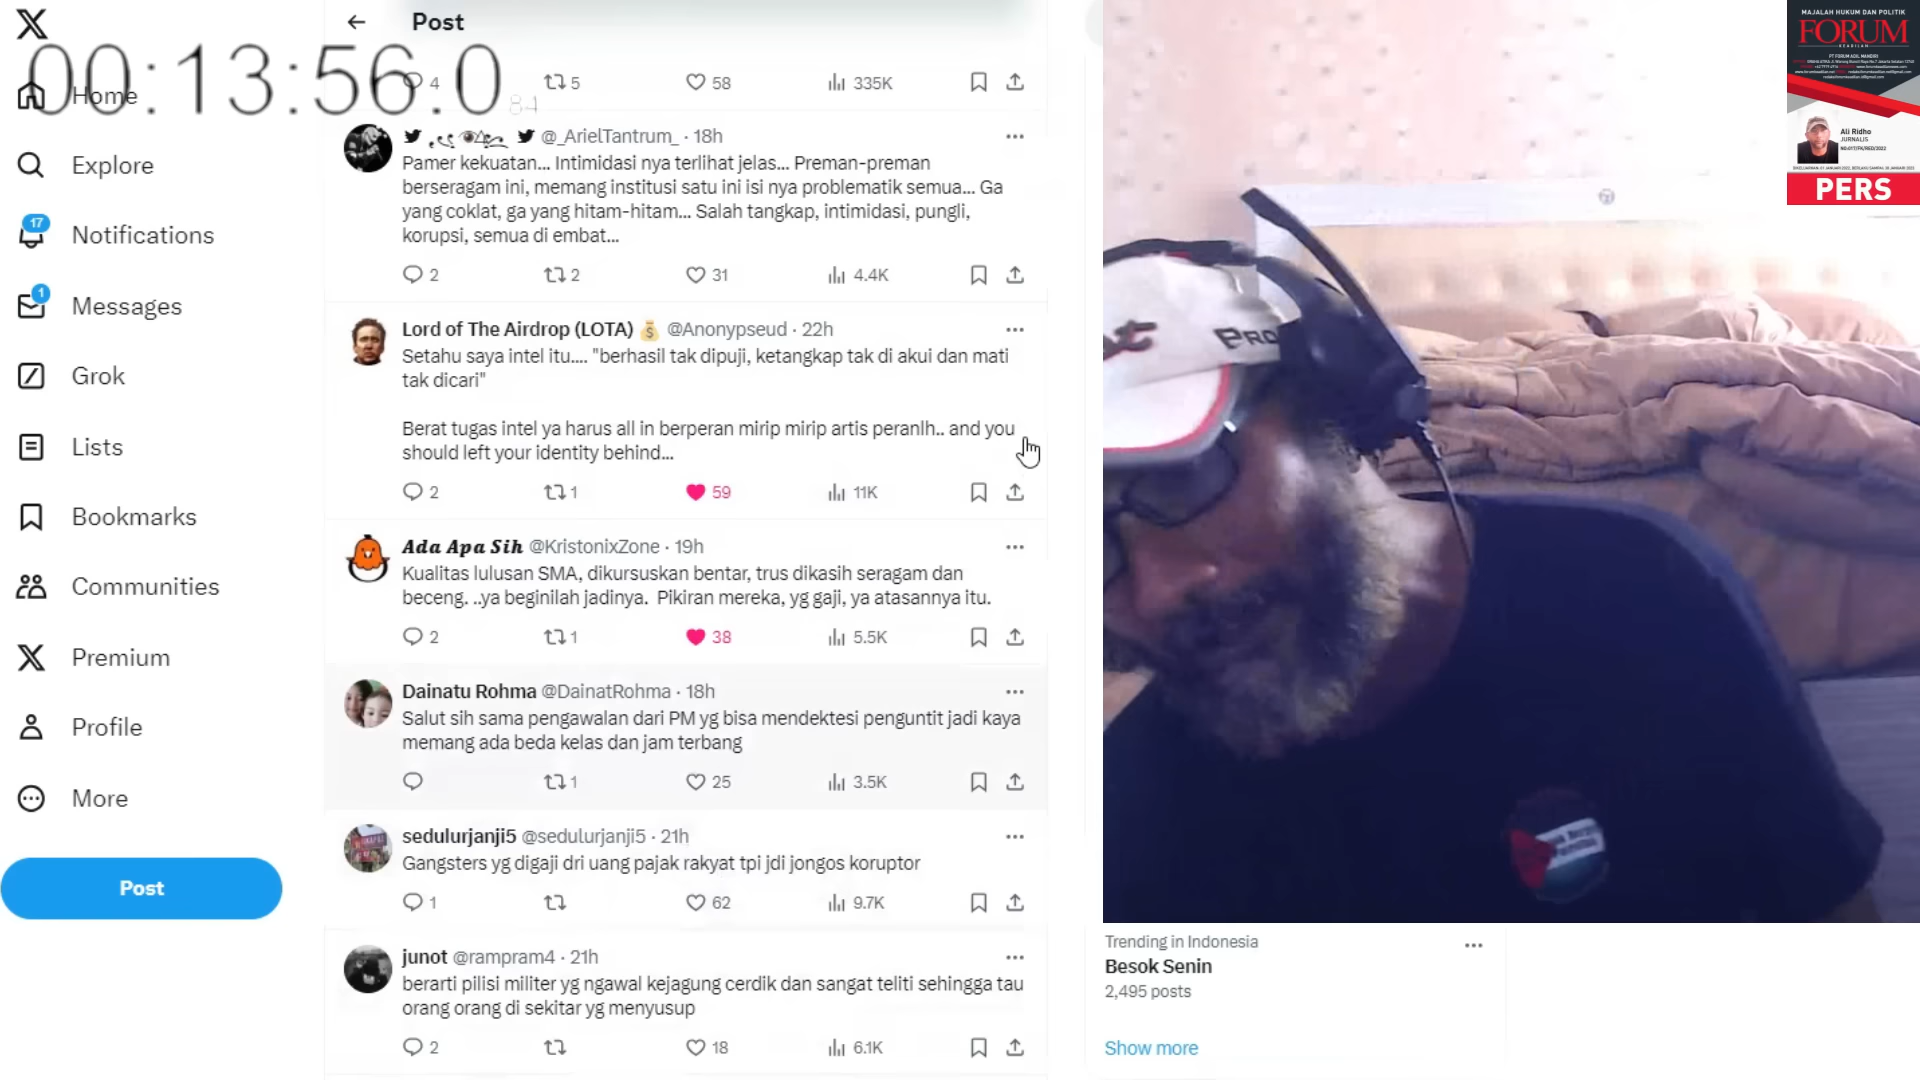 Post
00:13:56.0
84
Home
Explore
17
Notifications
1
Messages
Grok
Lists
Bookmarks
Communities
Premium
Profile
More
Post
4 5 58 335K
@_ArielTantrum_ · 18h
Pamer kekuatan... Intimidasi nya terlihat jelas... Preman-preman
berseragam ini, memang institusi satu ini isi nya problematik semua... Ga
yang coklat, ga yang hitam-hitam... Salah tangkap, intimidasi, pungli,
korupsi, semua di embat...
2 2 31 4.4K
Lord of The Airdrop (LOTA) @Anonypseud · 22h
Setahu saya intel itu.... "berhasil tak dipuji, ketangkap tak di akui dan mati
tak dicari"
Berat tugas intel ya harus all in berperan mirip mirip artis peranlh.. and you
should left your identity behind...
2 1 59 11K
Ada Apa Sih @KristonixZone · 19h
Kualitas lulusan SMA, dikursuskan bentar, trus dikasih seragam dan
beceng. ..ya beginilah jadinya. Pikiran mereka, yg gaji, ya atasannya itu.
2 1 38 5.5K
Dainatu Rohma @DainatRohma · 18h
Salut sih sama pengawalan dari PM yg bisa mendektesi penguntit jadi kaya
memang ada beda kelas dan jam terbang
1 25 3.5K
sedulurjanji5 @sedulurjanji5 · 21h
Gangsters yg digaji dri uang pajak rakyat tpi jdi jongos koruptor
1 62 9.7K
junot @rampram4 · 21h
berarti pilisi militer yg ngawal kejagung cerdik dan sangat teliti sehingga tau
orang orang di sekitar yg menyusup
2 18 6.1K
MAJALAH HUKUM DAN POLITIK
FORUM
KEADILAN
Ali Ridho
JURNALIS
PERS
PRO
Trending in Indonesia
Besok Senin
2,495 posts
Show more